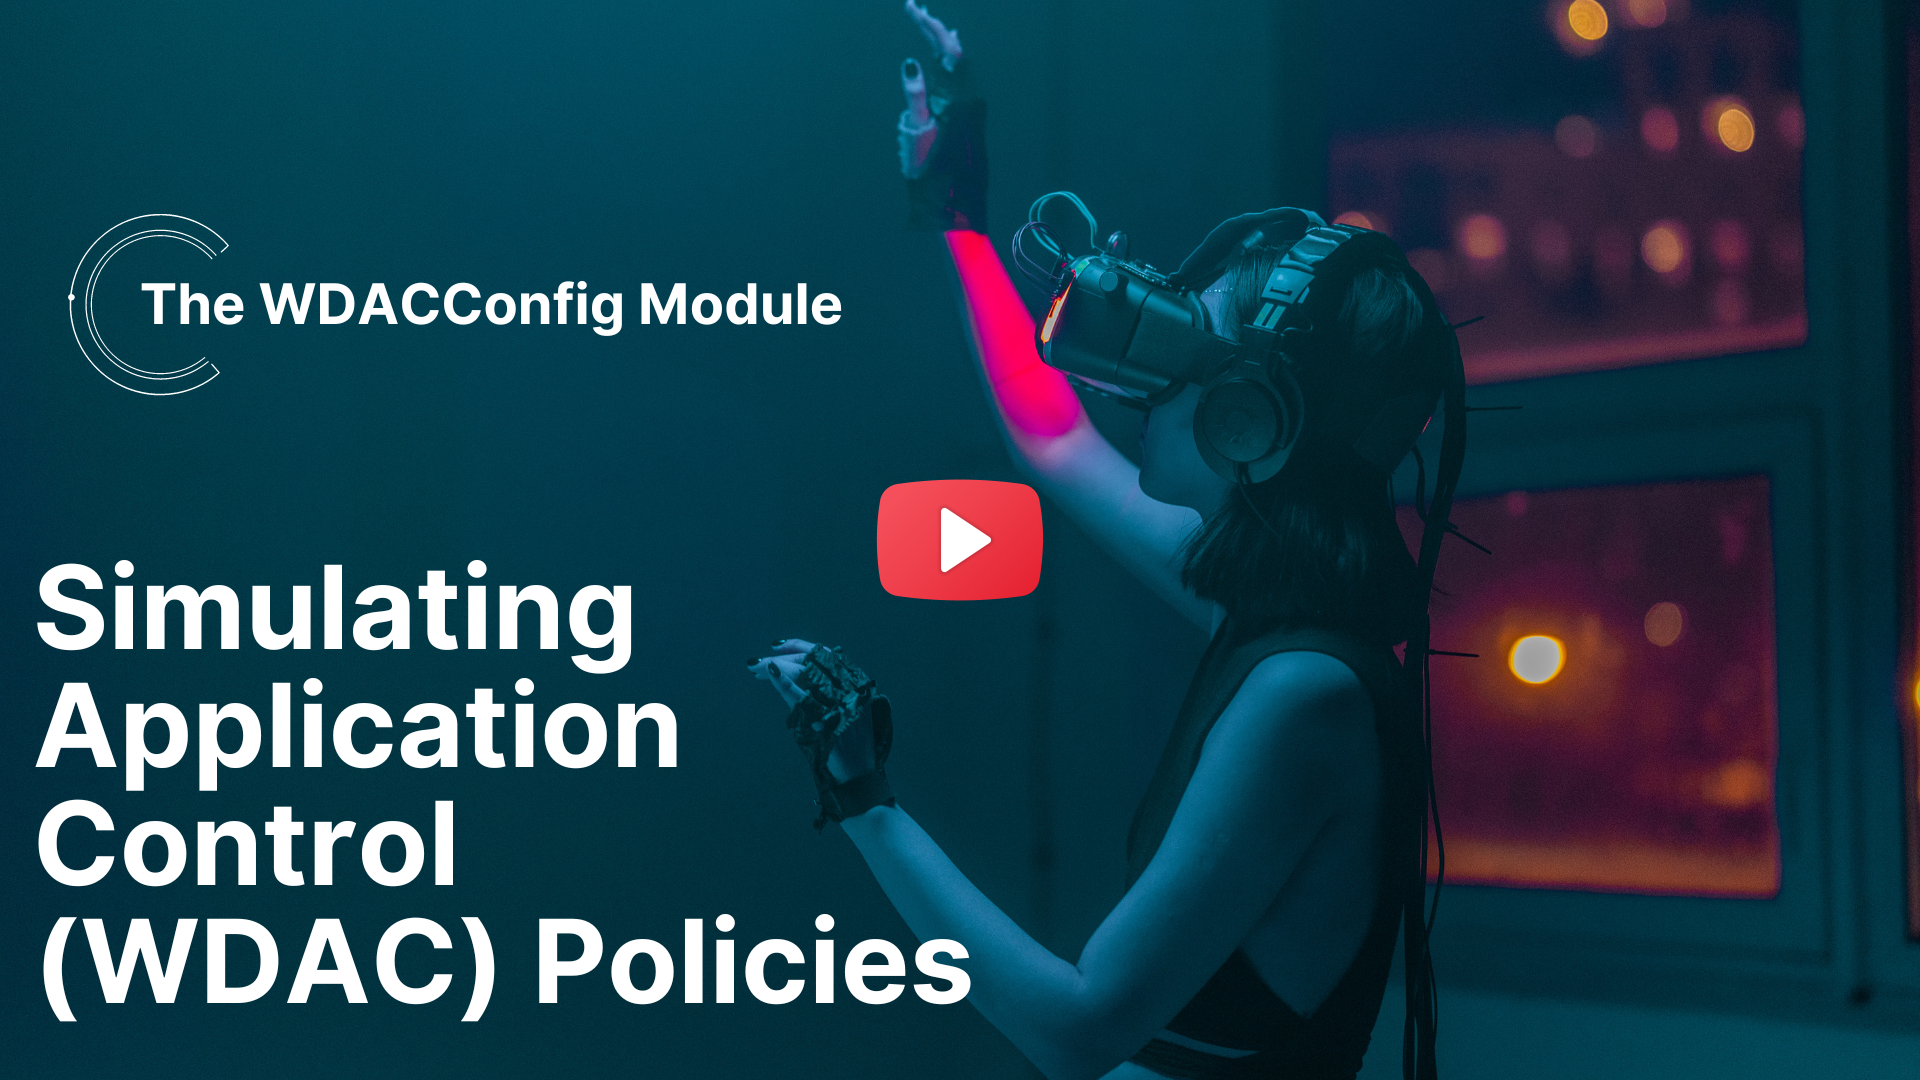 The WDACConfig Module
Simulating
Application
Control
(WDAC) Policies